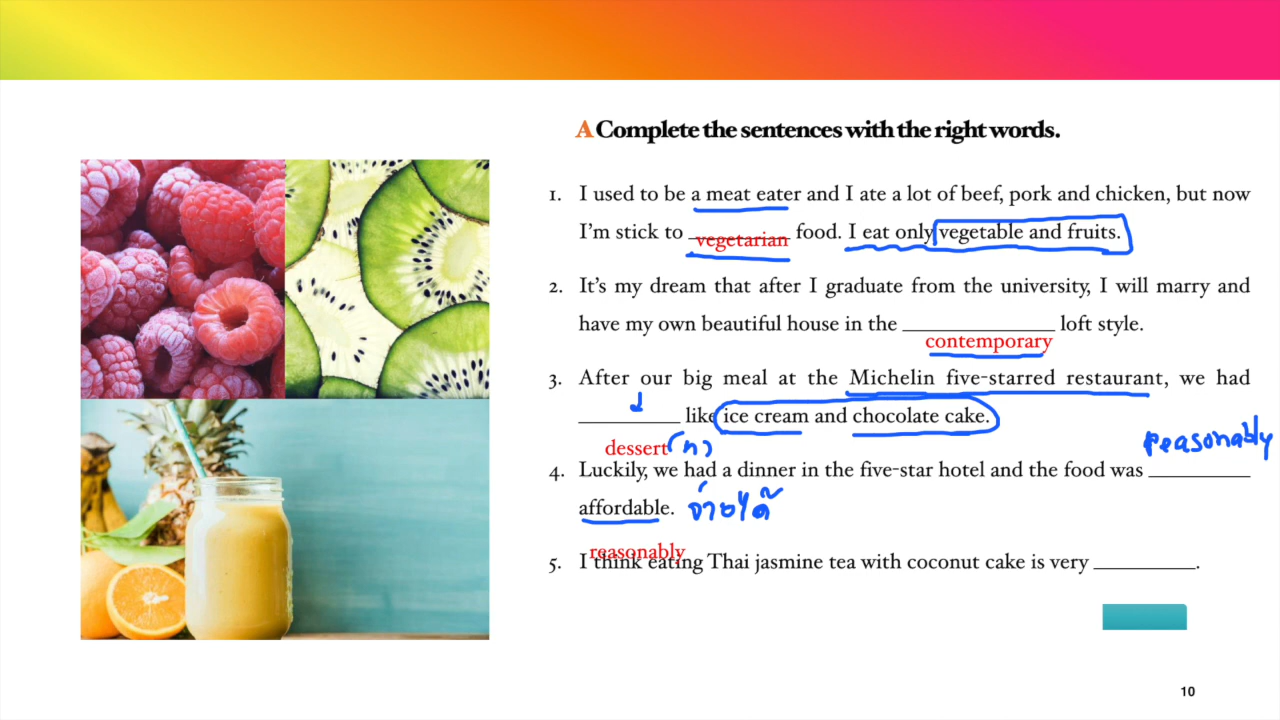 A Complete the sentences with the right words.
1. I used to be a meat eater and I ate a lot of beef, pork and chicken, but now
I'm stick to vegetarian food. I eat only vegetable and fruits.
2. It's my dream that after I graduate from the university, I will marry and
have my own beautiful house in the ____________ loft style.
contemporary
3. After our big meal at the Michelin five-starred restaurant, we had
________ like ice cream and chocolate cake.
dessert (n)
reasonably
4. Luckily, we had a dinner in the five-star hotel and the food was ________
affordable. จ่ายได้
reasonably
5. I think eating Thai jasmine tea with coconut cake is very ________.
10